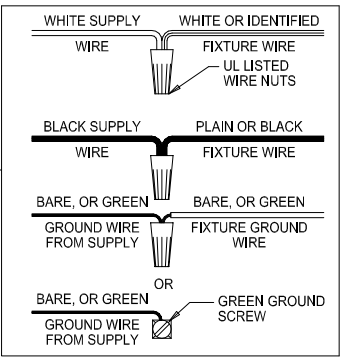 WHITE SUPPLY
WIRE
WHITE OR IDENTIFIED
FIXTURE WIRE
UL LISTED
WIRE NUTS
BLACK SUPPLY
WIRE
PLAIN OR BLACK
FIXTURE WIRE
BARE, OR GREEN
GROUND WIRE
FROM SUPPLY
BARE, OR GREEN
FIXTURE GROUND
WIRE
OR
BARE, OR GREEN
GROUND WIRE
FROM SUPPLY
GREEN GROUND
SCREW